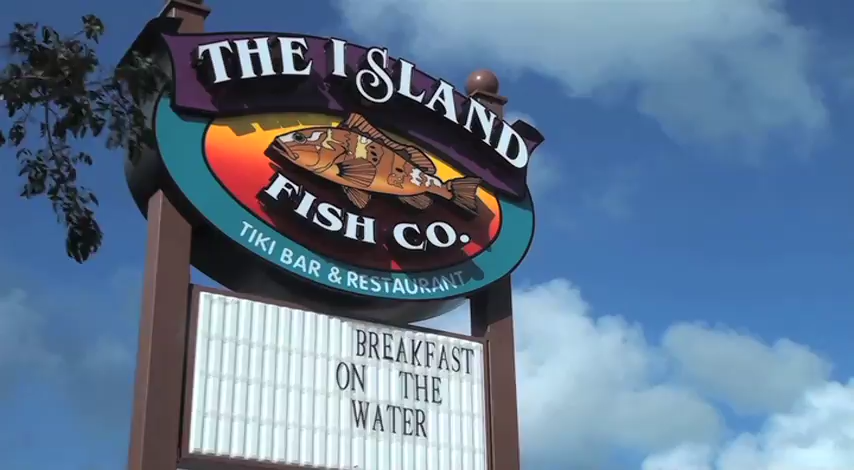 THE ISLAND
FISH CO.
TIKI BAR & RESTAURANT
BREAKFAST
ON THE
WATER